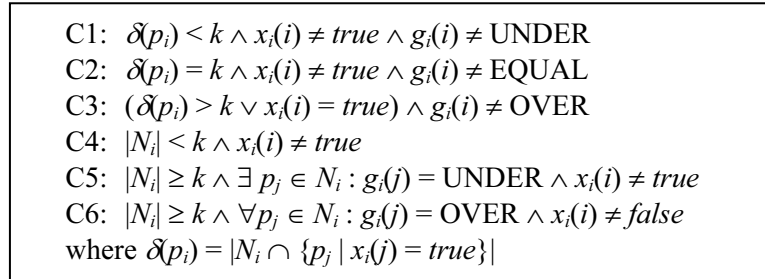 C1: δ(pᵢ) < k ∧ xᵢ(i) ≠ true ∧ gᵢ(i) ≠ UNDER
C2: δ(pᵢ) = k ∧ xᵢ(i) ≠ true ∧ gᵢ(i) ≠ EQUAL
C3: (δ(pᵢ) > k ∨ xᵢ(i) = true) ∧ gᵢ(i) ≠ OVER
C4: |Nᵢ| < k ∧ xᵢ(i) ≠ true
C5: |Nᵢ| ≥ k ∧ ∃ pⱼ ∈ Nᵢ : gᵢ(j) = UNDER ∧ xᵢ(i) ≠ true
C6: |Nᵢ| ≥ k ∧ ∀pⱼ ∈ Nᵢ : gᵢ(j) = OVER ∧ xᵢ(i) ≠ false
where δ(pᵢ) = |Nᵢ ∩ {pⱼ | xᵢ(j) = true}|